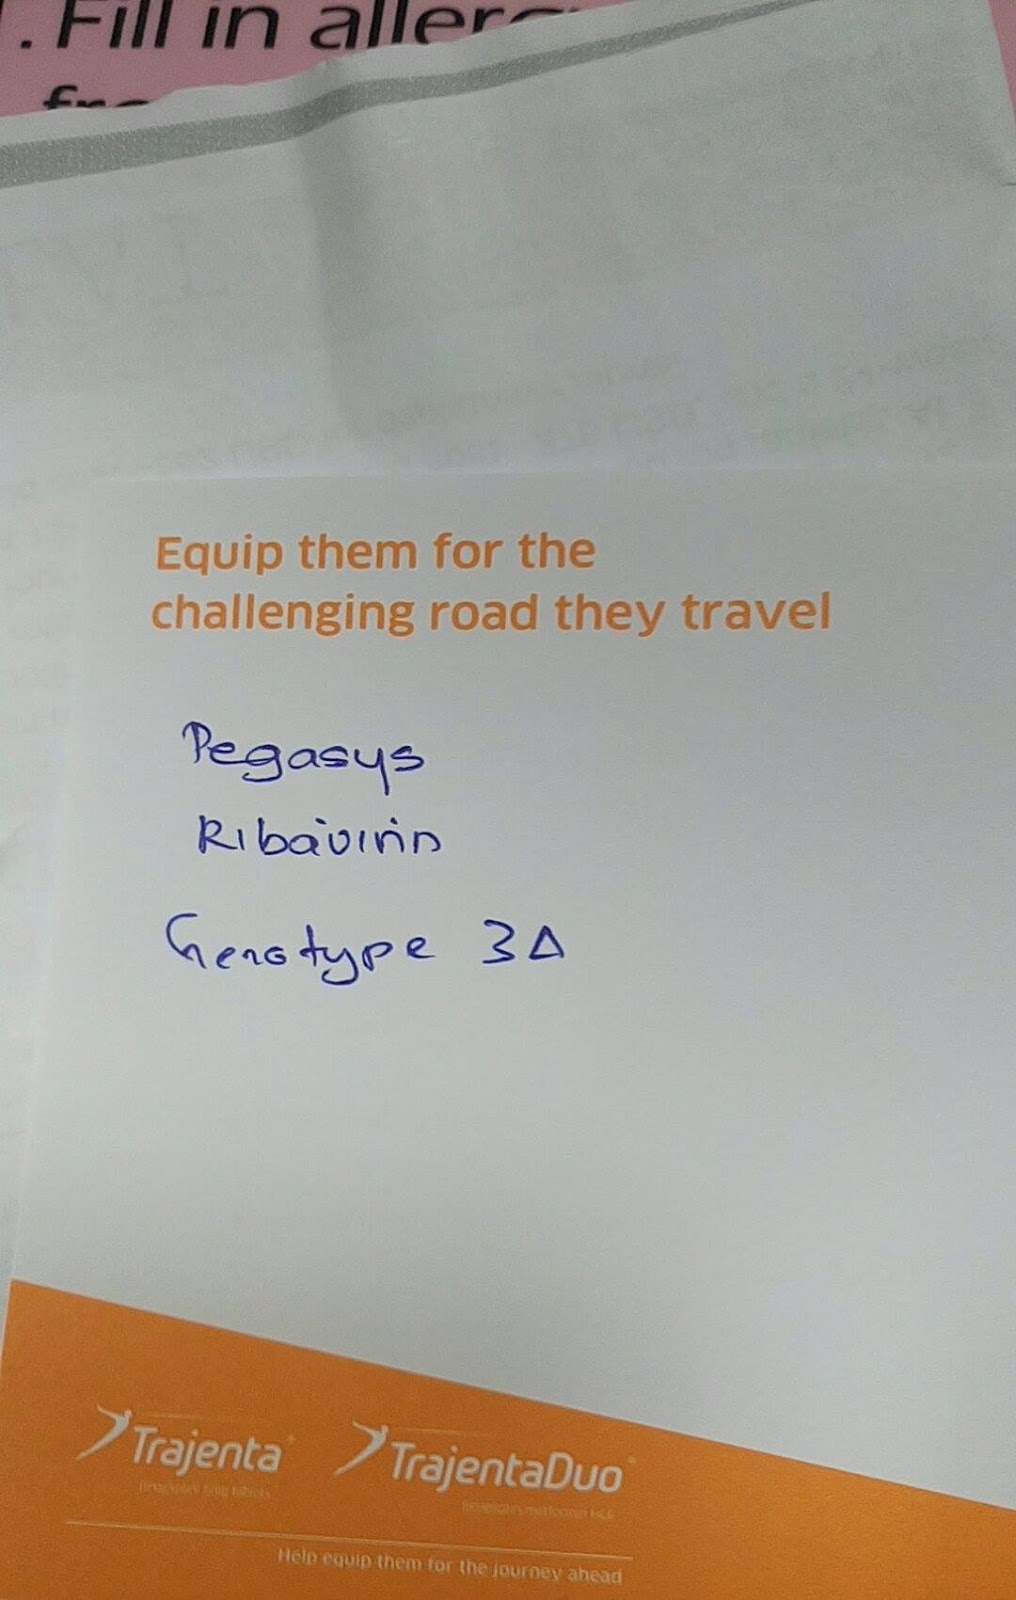 . Fill in
Equip them for the
challenging road they travel
Pegasys
Ribavirin
Genotype 3A
Trajenta
TrajentaDuo
Help equip them for the journey ahead